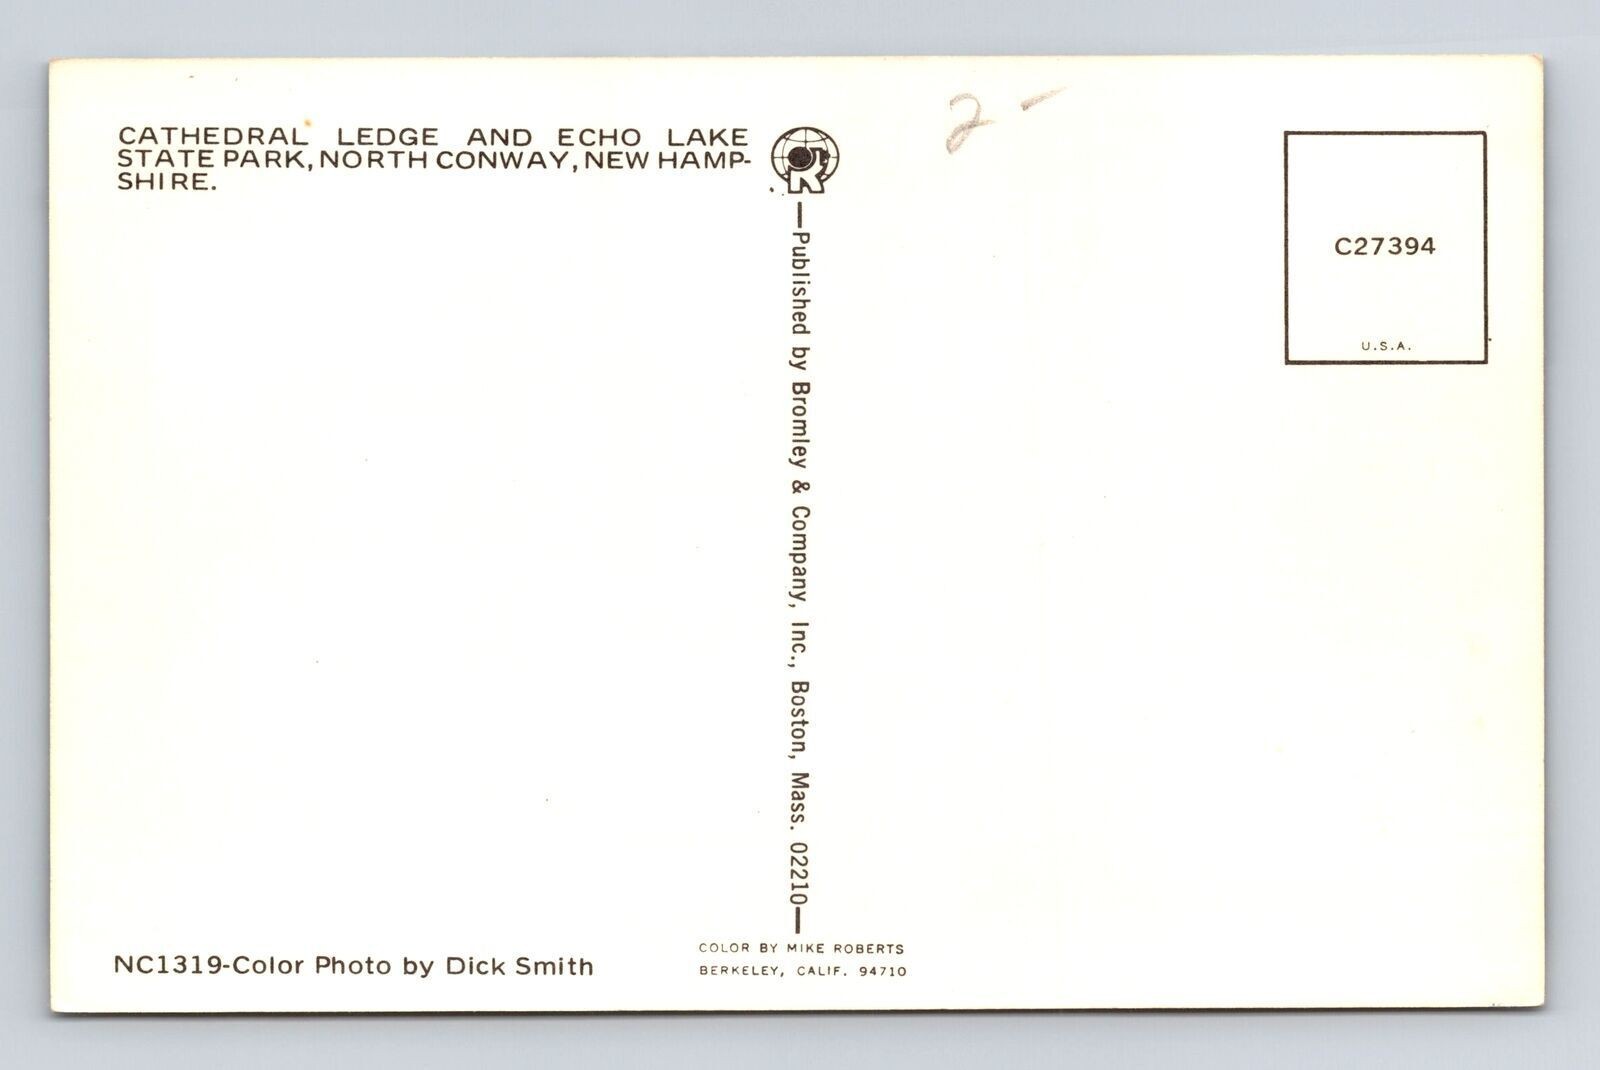 CATHEDRAL LEDGE AND ECHO LAKE
STATE PARK, NORTH CONWAY, NEW HAMP-
SHIRE.
2 -
C27394
U.S.A.
—Published by Bromley & Company, Inc., Boston, Mass. 02210—
NC1319-Color Photo by Dick Smith
COLOR BY MIKE ROBERTS
BERKELEY, CALIF. 94710